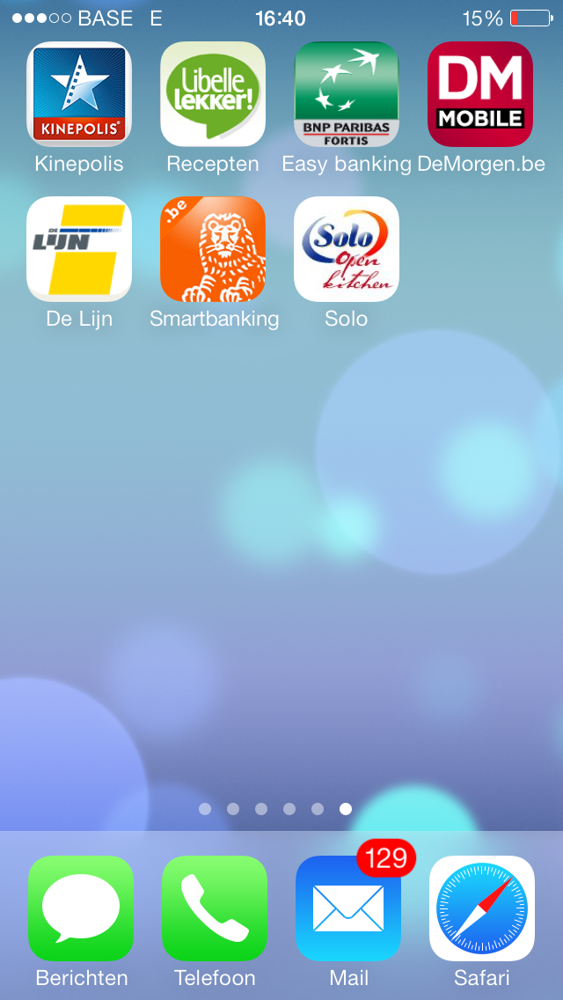 BASE E 16:40 15%
KINEPOLIS
Libelle
lekker!
BNP PARIBAS
FORTIS
DM
MOBILE
Kinepolis Recepten Easy banking DeMorgen.be
DE
LIJN
.be
Solo
Open
kitchen
De Lijn Smartbanking Solo
129
Berichten Telefoon Mail Safari